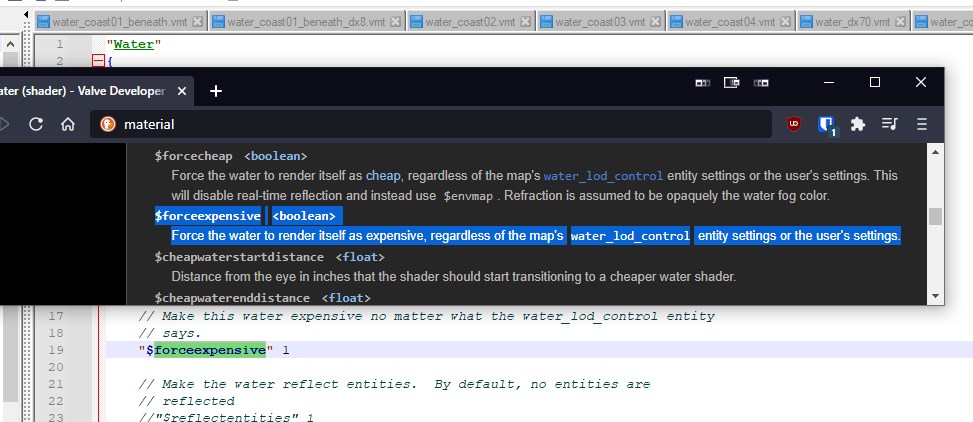 water_coast01_beneath.vmt water_coast01_beneath_dx8.vmt water_coast02.vmt water_coast03.vmt water_coast04.vmt water_dx70.vmt water_co
1 "Water"
2 {
ater (shader) - Valve Developer
material
1
$forcecheap <boolean>
Force the water to render itself as cheap, regardless of the map's water_lod_control entity settings or the user's settings. This
will disable real-time reflection and instead use $envmap . Refraction is assumed to be opaquely the water fog color.
$forceexpensive <boolean>
Force the water to render itself as expensive, regardless of the map's water_lod_control entity settings or the user's settings.
$cheapwaterstartdistance <float>
Distance from the eye in inches that the shader should start transitioning to a cheaper water shader.
$cheapwaterenddistance <float>
17 // Make this water expensive no matter what the water_lod_control entity
18 // says.
19 "$forceexpensive" 1
20
21 // Make the water reflect entities.  By default, no entities are
22 // reflected
23 //"$reflectentities" 1